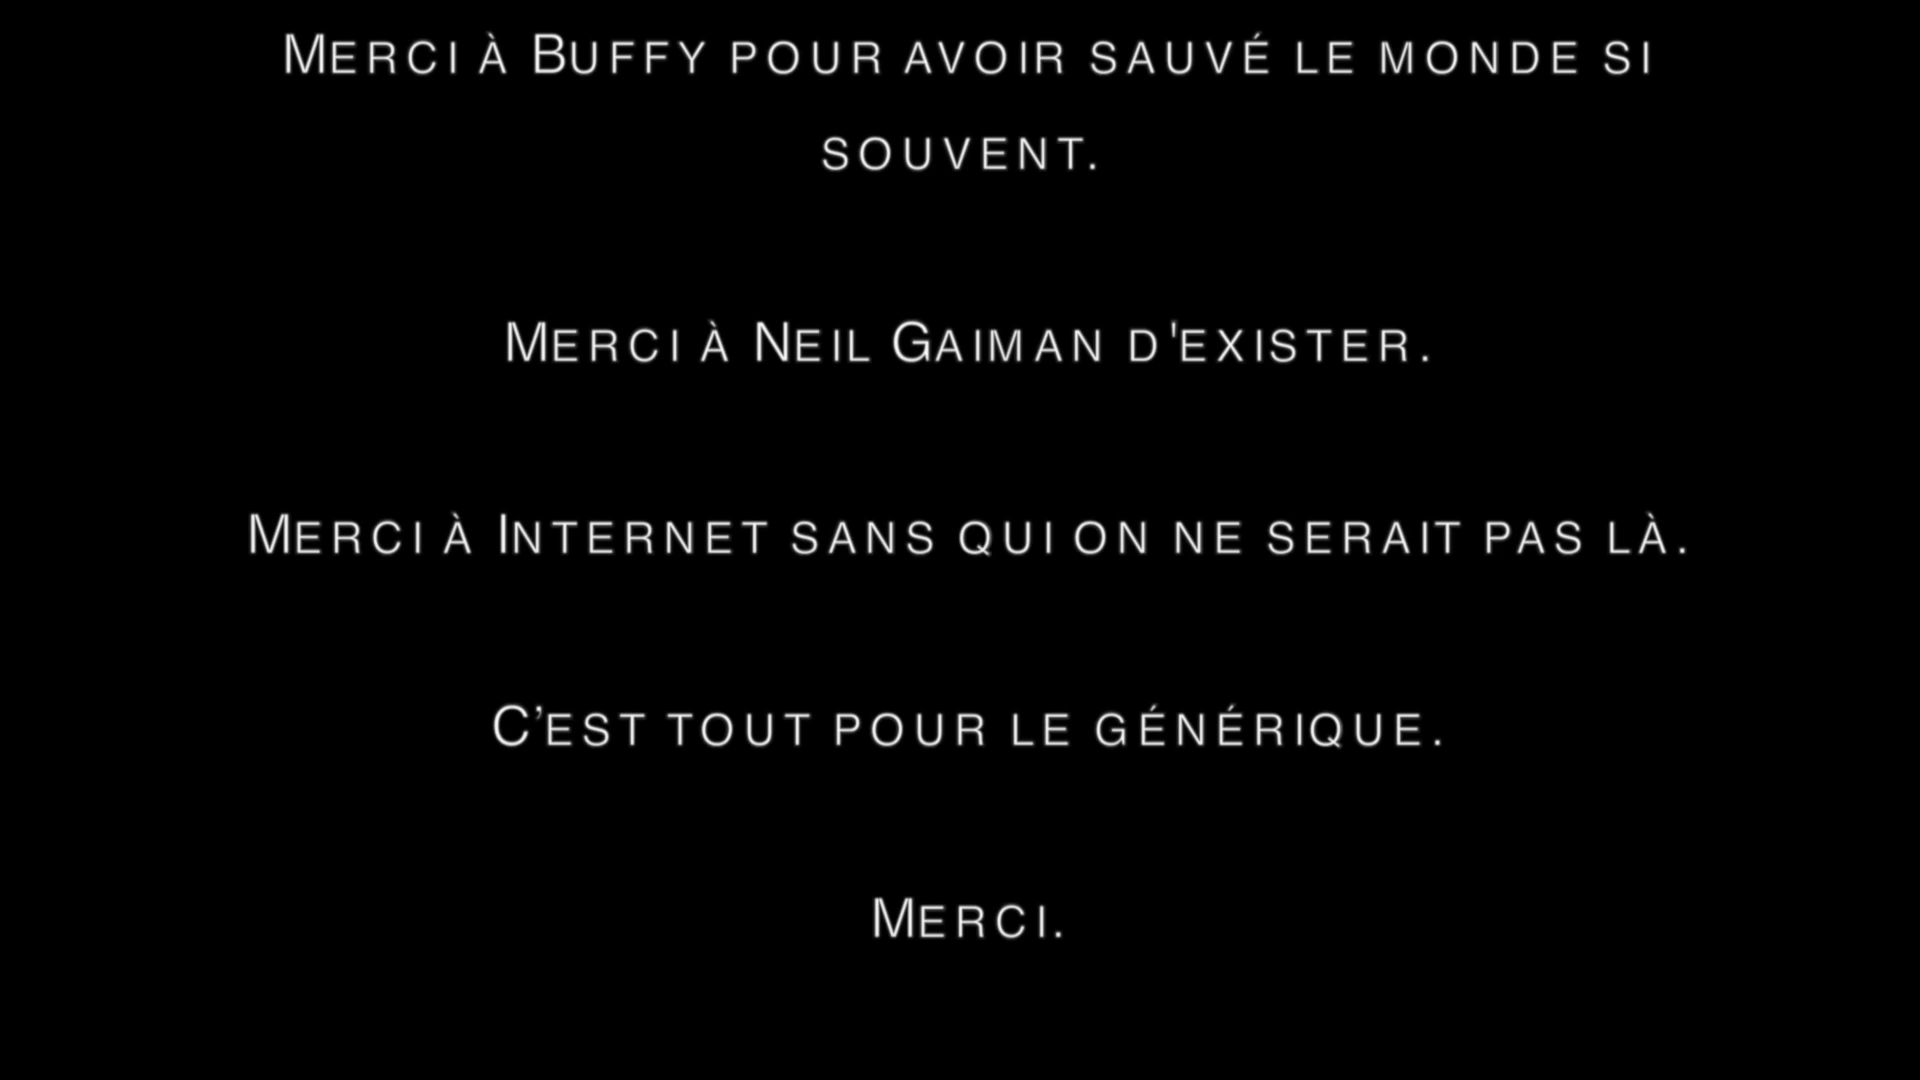 Merci à Buffy pour avoir sauvé le monde si
souvent.
Merci à Neil Gaiman d'exister.
Merci à Internet sans qui on ne serait pas là.
C’est tout pour le générique.
Merci.